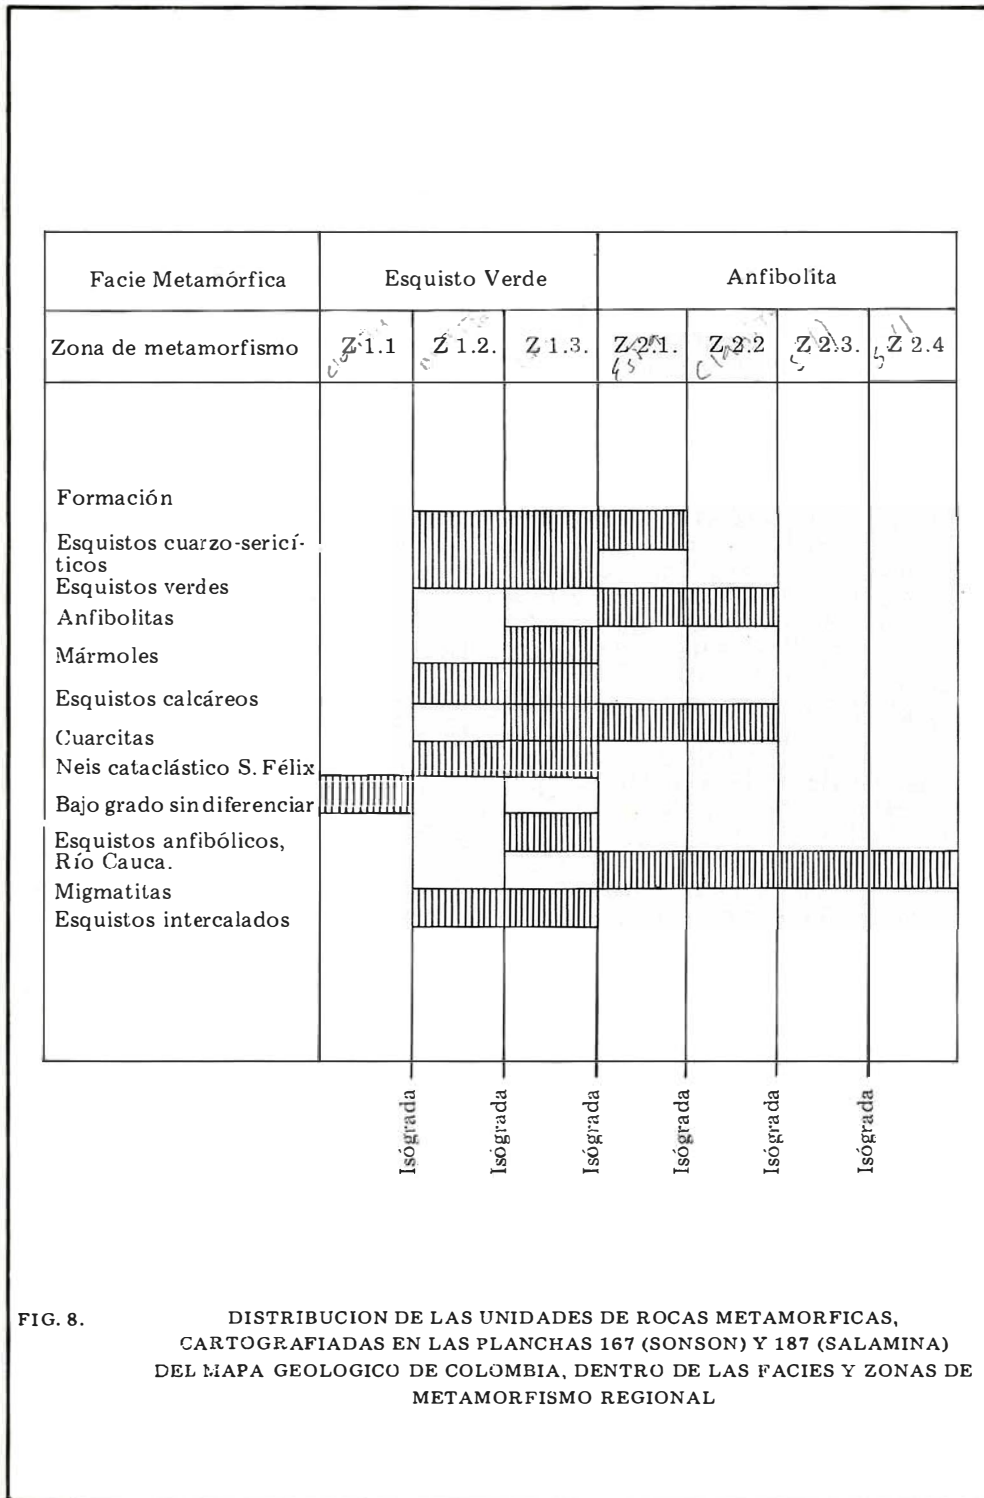 Facie Metamórfica
Esquisto Verde
Anfibolita
Zona de metamorfismo
Z 1.1
Z 1.2.
Z 1.3.
Z 2.1.
Z 2.2
Z 2.3.
Z 2.4
Formación
Esquistos cuarzo-sericí-
ticos
Esquistos verdes
Anfibolitas
Mármoles
Esquistos calcáreos
Cuarcitas
Neis cataclástico S. Félix
Bajo grado sin diferenciar
Esquistos anfibólicos,
Río Cauca.
Migmatitas
Esquistos intercalados
Isógrada
Isógrada
Isógrada
Isógrada
Isógrada
Isógrada
FIG. 8.
DISTRIBUCION DE LAS UNIDADES DE ROCAS METAMORFICAS,
CARTOGRAFIADAS EN LAS PLANCHAS 167 (SONSON) Y 187 (SALAMINA)
DEL MAPA GEOLOGICO DE COLOMBIA, DENTRO DE LAS FACIES Y ZONAS DE
METAMORFISMO REGIONAL